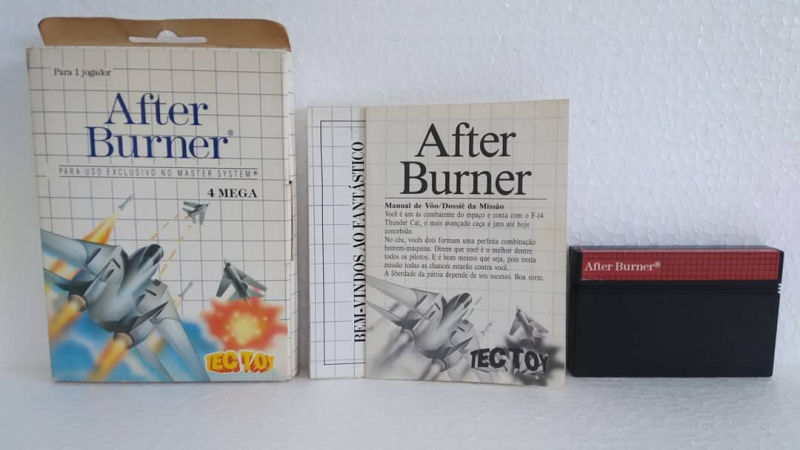 Para 1 jogador
After
Burner®
PARA USO EXCLUSIVO NO MASTER SYSTEM®
4 MEGA
TECTOY
BEM-VINDOS AO FANTÁSTICO
After
Burner
Manual de Vôo/Dossiê da Missão
Você é um ás combatente do espaço e conta com o F-14
Thunder Cat, o mais avançado caça a jato até hoje
concebido.
No céu, vocês dois formam uma perfeita combinação
homem-máquina. Dizem que você é o melhor dentre
todos os pilotos. E é bom mesmo que seja, pois nesta
missão todas as chances estarão contra você.
A liberdade da pátria depende de seu sucesso. Boa sorte.
TECTOY
After Burner®